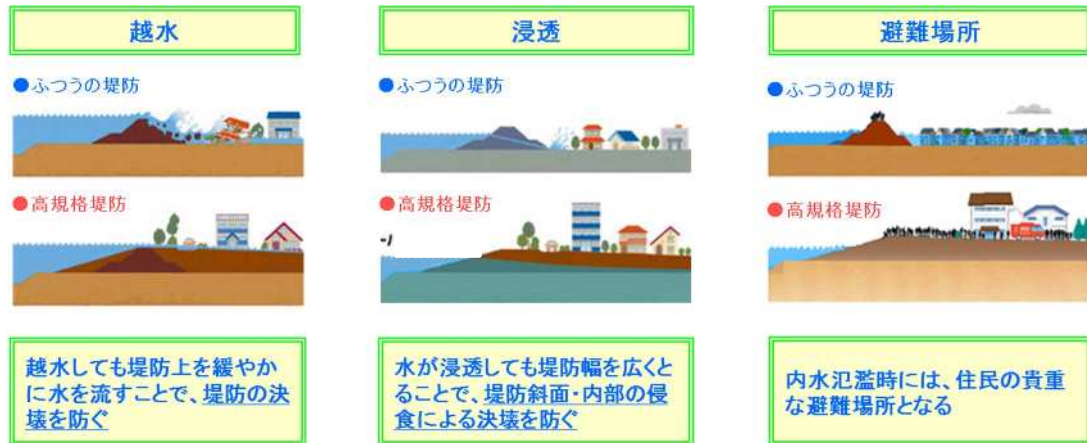 越水
●ふつうの堤防
●高規格堤防
越水しても堤防上を緩やか
に水を流すことで、堤防の決
壊を防ぐ
浸透
●ふつうの堤防
●高規格堤防
水が浸透しても堤防幅を広くと
ることで、堤防斜面・内部の侵
食による決壊を防ぐ
避難場所
●ふつうの堤防
●高規格堤防
内水氾濫時には、住民の貴重
な避難場所となる